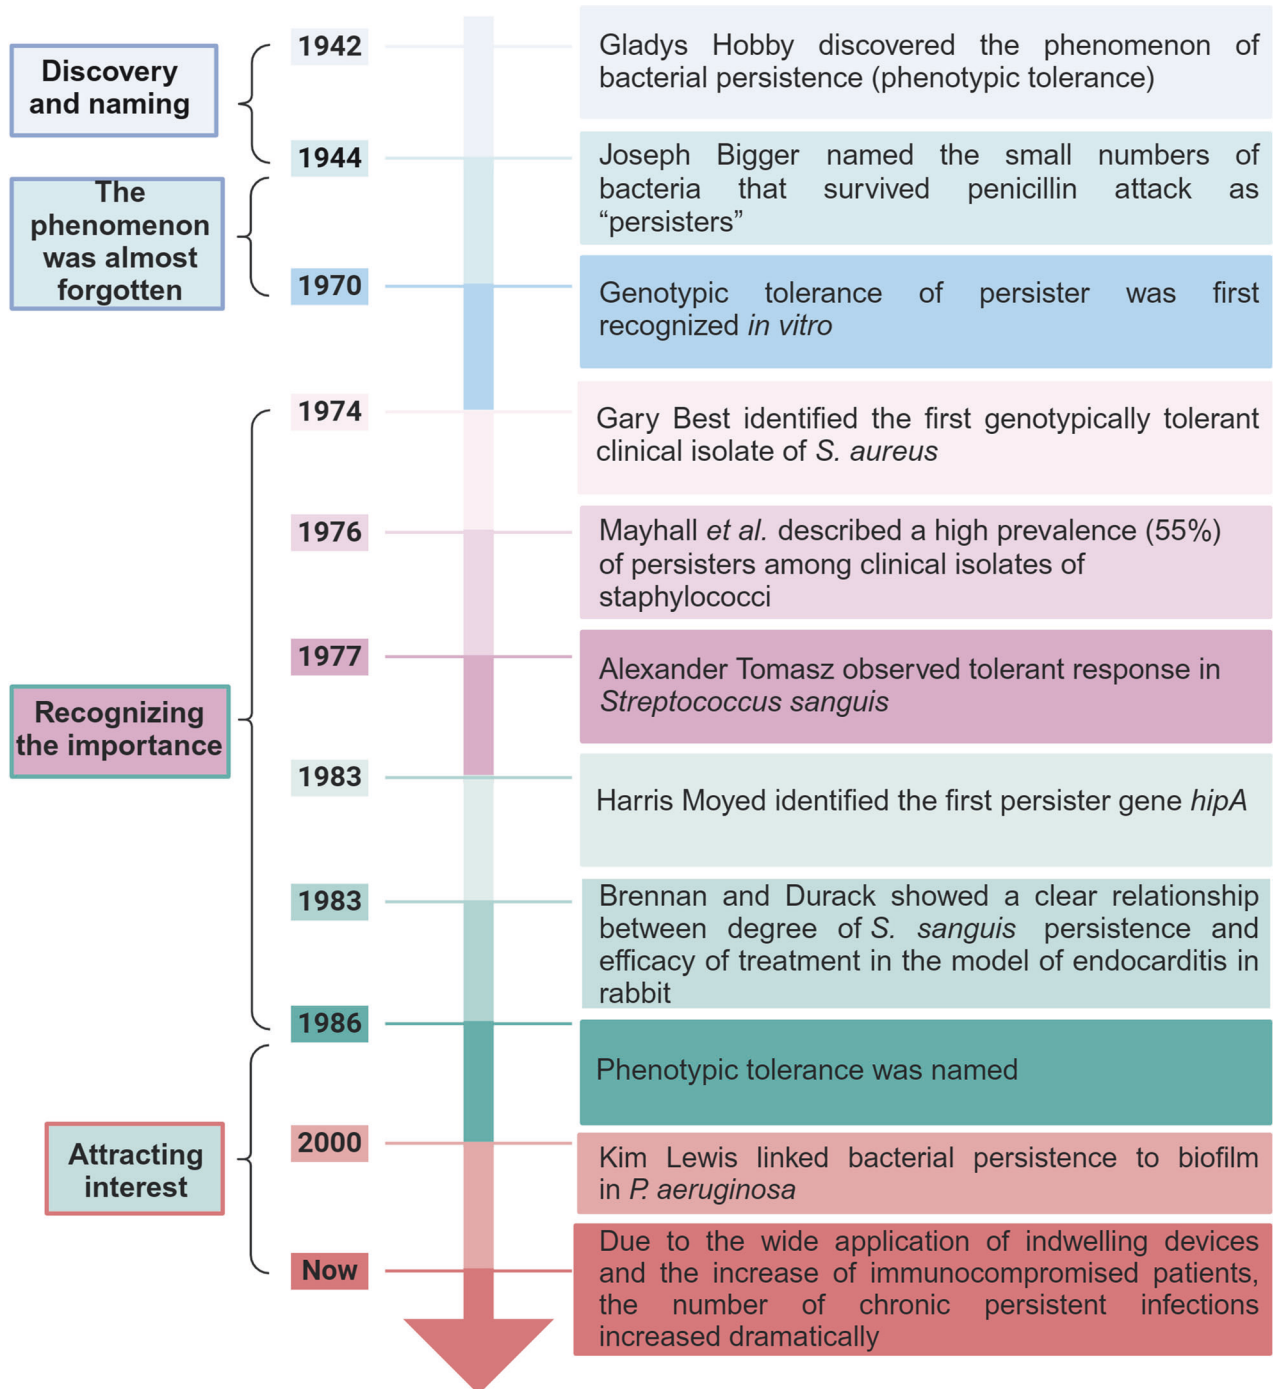 Discovery
and naming
1942
Gladys Hobby discovered the phenomenon of
bacterial persistence (phenotypic tolerance)
1944
Joseph Bigger named the small numbers of
bacteria that survived penicillin attack as
“persisters”
The
phenomenon
was almost
forgotten
1970
Genotypic tolerance of persister was first
recognized in vitro
1974
Gary Best identified the first genotypically tolerant
clinical isolate of S. aureus
1976
Mayhall et al. described a high prevalence (55%)
of persisters among clinical isolates of
staphylococci
Recognizing
the importance
1977
Alexander Tomasz observed tolerant response in
Streptococcus sanguis
1983
Harris Moyed identified the first persister gene hipA
1983
Brennan and Durack showed a clear relationship
between degree of S. sanguis persistence and
efficacy of treatment in the model of endocarditis in
rabbit
1986
Phenotypic tolerance was named
Attracting
interest
2000
Kim Lewis linked bacterial persistence to biofilm
in P. aeruginosa
Now
Due to the wide application of indwelling devices
and the increase of immunocompromised patients,
the number of chronic persistent infections
increased dramatically